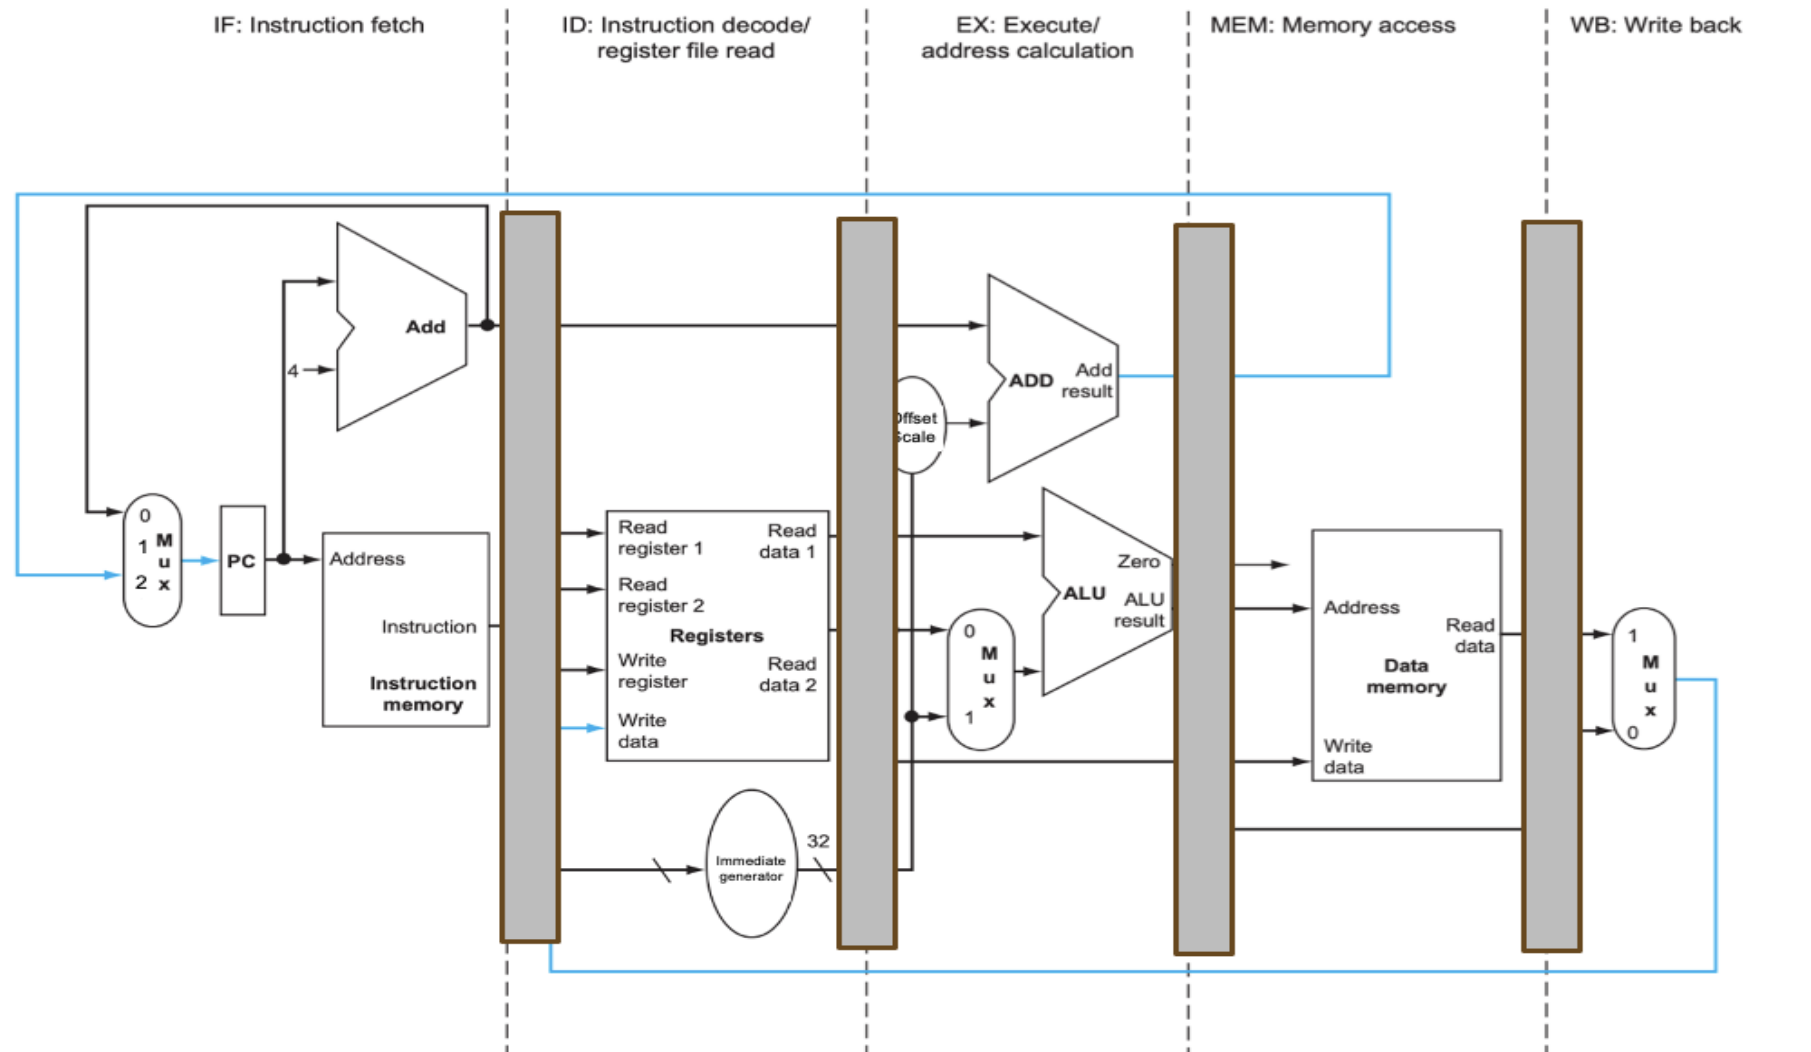 IF: Instruction fetch
ID: Instruction decode/
register file read
EX: Execute/
address calculation
MEM: Memory access
WB: Write back
Add
4
0
1
2
M
u
x
PC
Address
Instruction
Instruction
memory
Read
register 1
Read
register 2
Write
register
Write
data
Registers
Read
data 1
Read
data 2
Immediate
generator
32
ffset
cale
ADD
Add
result
0
M
u
x
1
Zero
ALU
ALU
result
Address
Read
data
Data
memory
Write
data
1
M
u
x
0